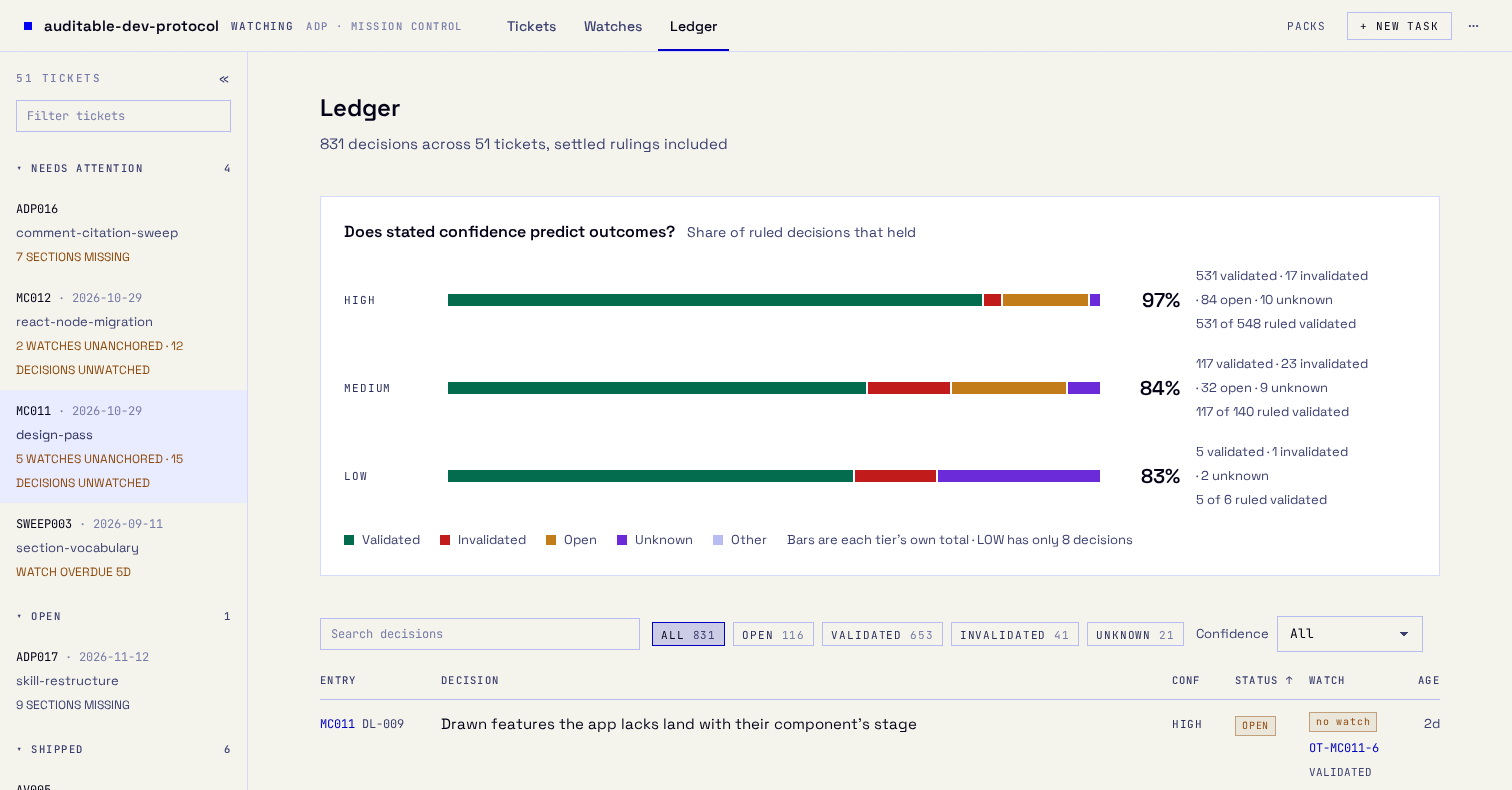 auditable-dev-protocol WATCHING ADP · MISSION CONTROL Tickets Watches Ledger PACKS + NEW TASK ···
51 TICKETS «
Filter tickets
▾ NEEDS ATTENTION 4
ADP016
comment-citation-sweep
7 SECTIONS MISSING
MC012 · 2026-10-29
react-node-migration
2 WATCHES UNANCHORED · 12
DECISIONS UNWATCHED
MC011 · 2026-10-29
design-pass
5 WATCHES UNANCHORED · 15
DECISIONS UNWATCHED
SWEEP003 · 2026-09-11
section-vocabulary
WATCH OVERDUE 5D
▾ OPEN 1
ADP017 · 2026-11-12
skill-restructure
9 SECTIONS MISSING
▾ SHIPPED 6
AV005
Ledger
831 decisions across 51 tickets, settled rulings included
Does stated confidence predict outcomes? Share of ruled decisions that held
HIGH 97%
531 validated · 17 invalidated
· 84 open · 10 unknown
531 of 548 ruled validated
MEDIUM 84%
117 validated · 23 invalidated
· 32 open · 9 unknown
117 of 140 ruled validated
LOW 83%
5 validated · 1 invalidated
· 2 unknown
5 of 6 ruled validated
Validated Invalidated Open Unknown Other Bars are each tier's own total · LOW has only 8 decisions
Search decisions ALL 831 OPEN 116 VALIDATED 653 INVALIDATED 41 UNKNOWN 21 Confidence All
ENTRY DECISION CONF STATUS ↑ WATCH AGE
MC011 DL-009 Drawn features the app lacks land with their component's stage HIGH OPEN no watch 2d
OT-MC011-6
VALIDATED